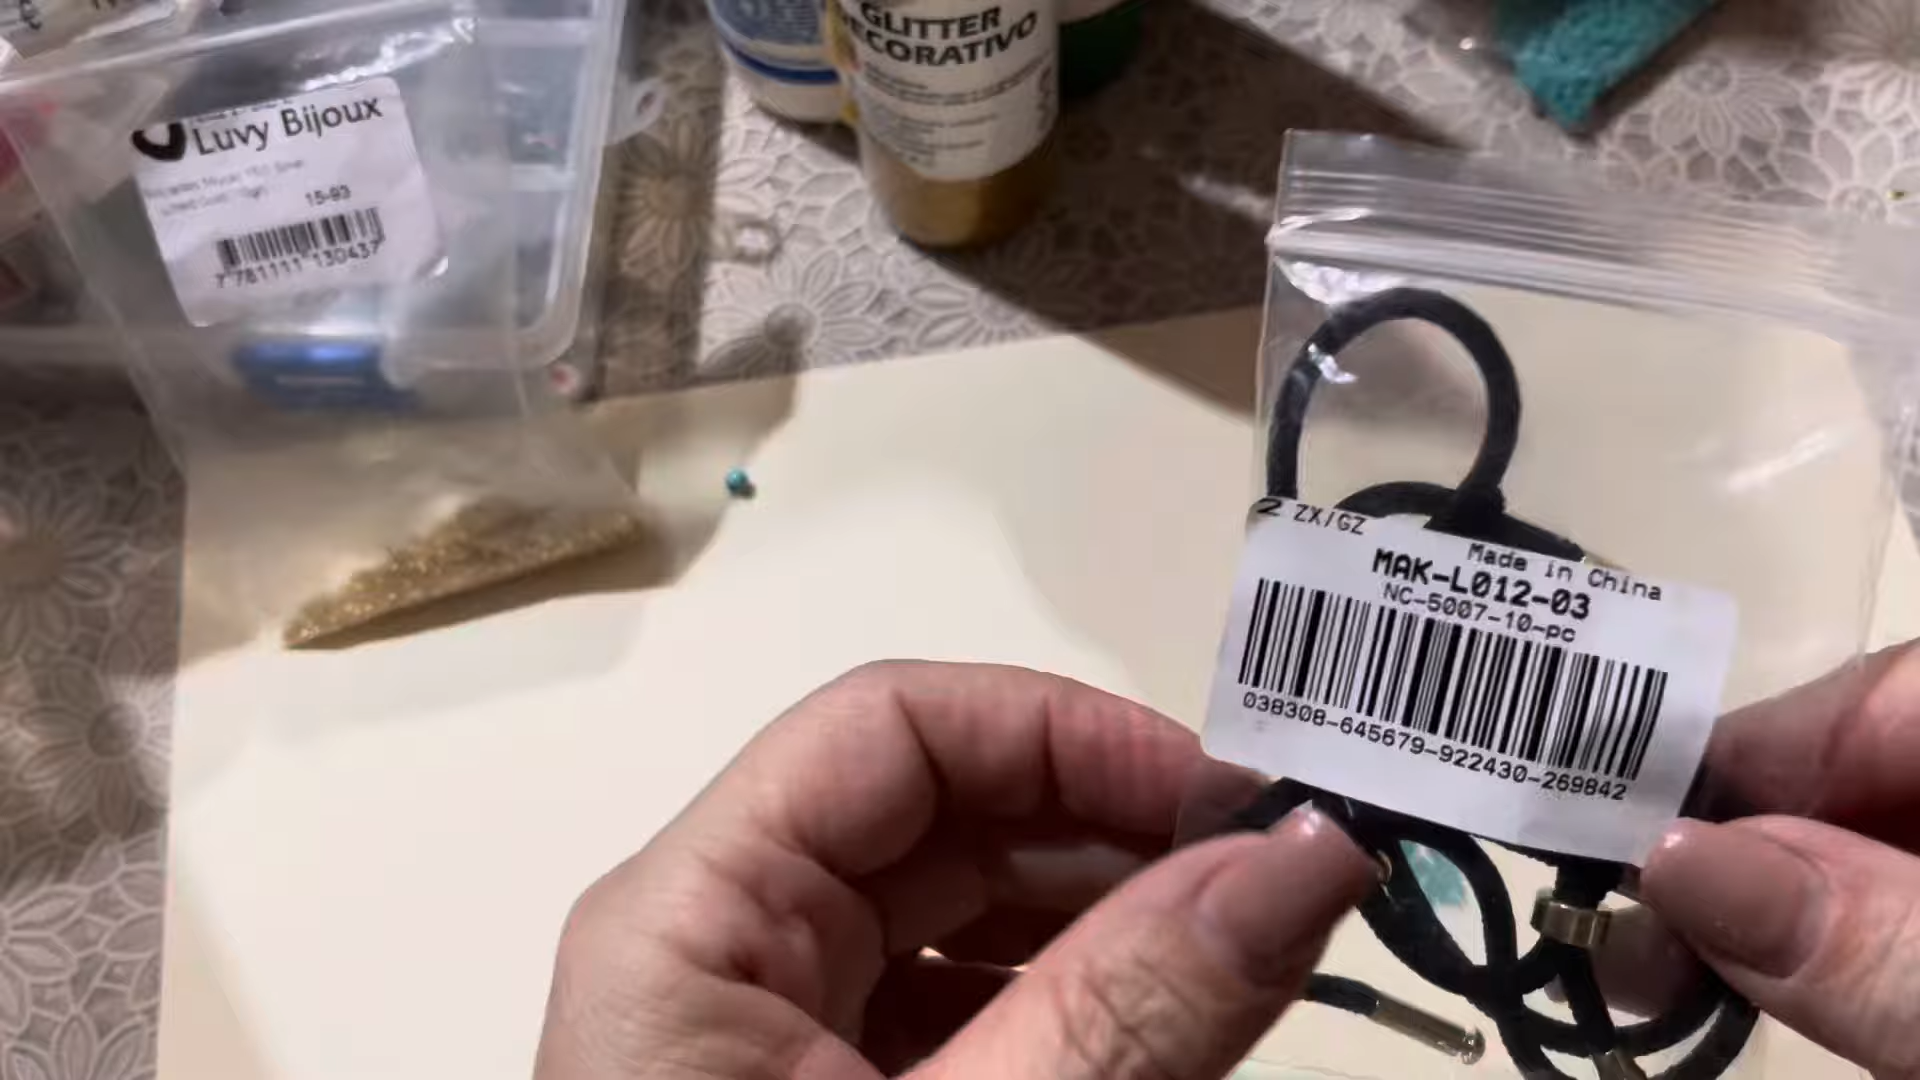 Luvy Bijoux
15-93
7 781111 130437
GLITTER
DECORATIVO
2 ZX/GZ
Made in China
MAK-L012-03
NC-5007-10-pc
038308-645679-922430-269842